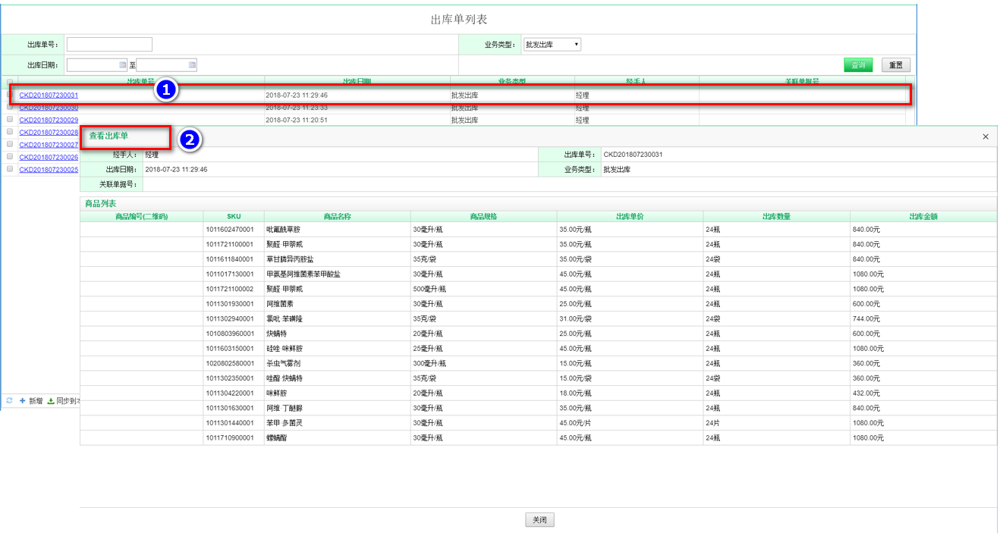 出库单列表
出库单号： 业务类型： 批发出库
出库日期： 至 查询 重置
出库单号 出库日期 业务类型 经手人 关联单据号
1
CKD201807230031 2018-07-23 11:29:46 批发出库 经理
CKD201807230030 2018-07-23 11:23:33 批发出库 经理
CKD201807230029 2018-07-23 11:20:51 批发出库 经理
CKD201807230028
CKD201807230027
CKD201807230026
CKD201807230025
新增 同步到
查看出库单 2 ×
经手人： 经理 出库单号： CKD201807230031
出库日期： 2018-07-23 11:29:46 业务类型： 批发出库
关联单据号：
商品列表
商品编号(二维码) SKU 商品名称 商品规格 出库单价 出库数量 出库金额
1011602470001 吡氟酰草胺 30毫升/瓶 35.00元/瓶 24瓶 840.00元
1011721100001 聚醛·甲萘威 30毫升/瓶 35.00元/瓶 24瓶 840.00元
1011611840001 草甘膦异丙胺盐 35克/袋 35.00元/袋 24袋 840.00元
1011017130001 甲氨基阿维菌素苯甲酸盐 30毫升/瓶 45.00元/瓶 24瓶 1080.00元
1011721100002 聚醛·甲萘威 500毫升/瓶 45.00元/瓶 24瓶 1080.00元
1011301930001 阿维菌素 30毫升/瓶 25.00元/瓶 24瓶 600.00元
1011302940001 氯吡·苯磺隆 35克/袋 31.00元/袋 24袋 744.00元
1010803960001 炔螨特 20毫升/瓶 25.00元/瓶 24瓶 600.00元
1011603150001 硅唑·咪鲜胺 25毫升/瓶 45.00元/瓶 24瓶 1080.00元
1020802580001 杀虫气雾剂 300毫升/瓶 15.00元/瓶 24瓶 360.00元
1011302350001 唑酯·炔螨特 35克/袋 15.00元/袋 24袋 360.00元
1011304220001 咪鲜胺 20毫升/瓶 18.00元/瓶 24瓶 432.00元
1011301630001 阿维·丁醚脲 30毫升/瓶 35.00元/瓶 24瓶 840.00元
1011301440001 苯甲·多菌灵 30毫升/瓶 45.00元/片 24片 1080.00元
1011710900001 螺螨酯 30毫升/瓶 45.00元/瓶 24瓶 1080.00元
关闭